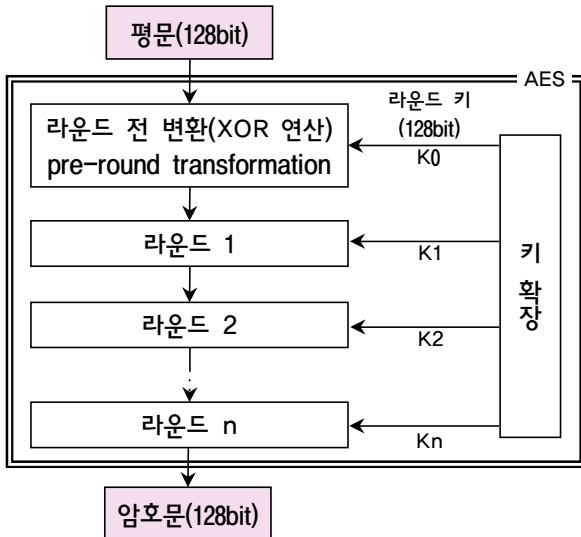 평문(128bit)
AES
라운드 전 변환(XOR 연산)
pre-round transformation
라운드 키
(128bit)
K0
라운드 1
K1
라운드 2
K2
라운드 n
Kn
키 확장
암호문(128bit)